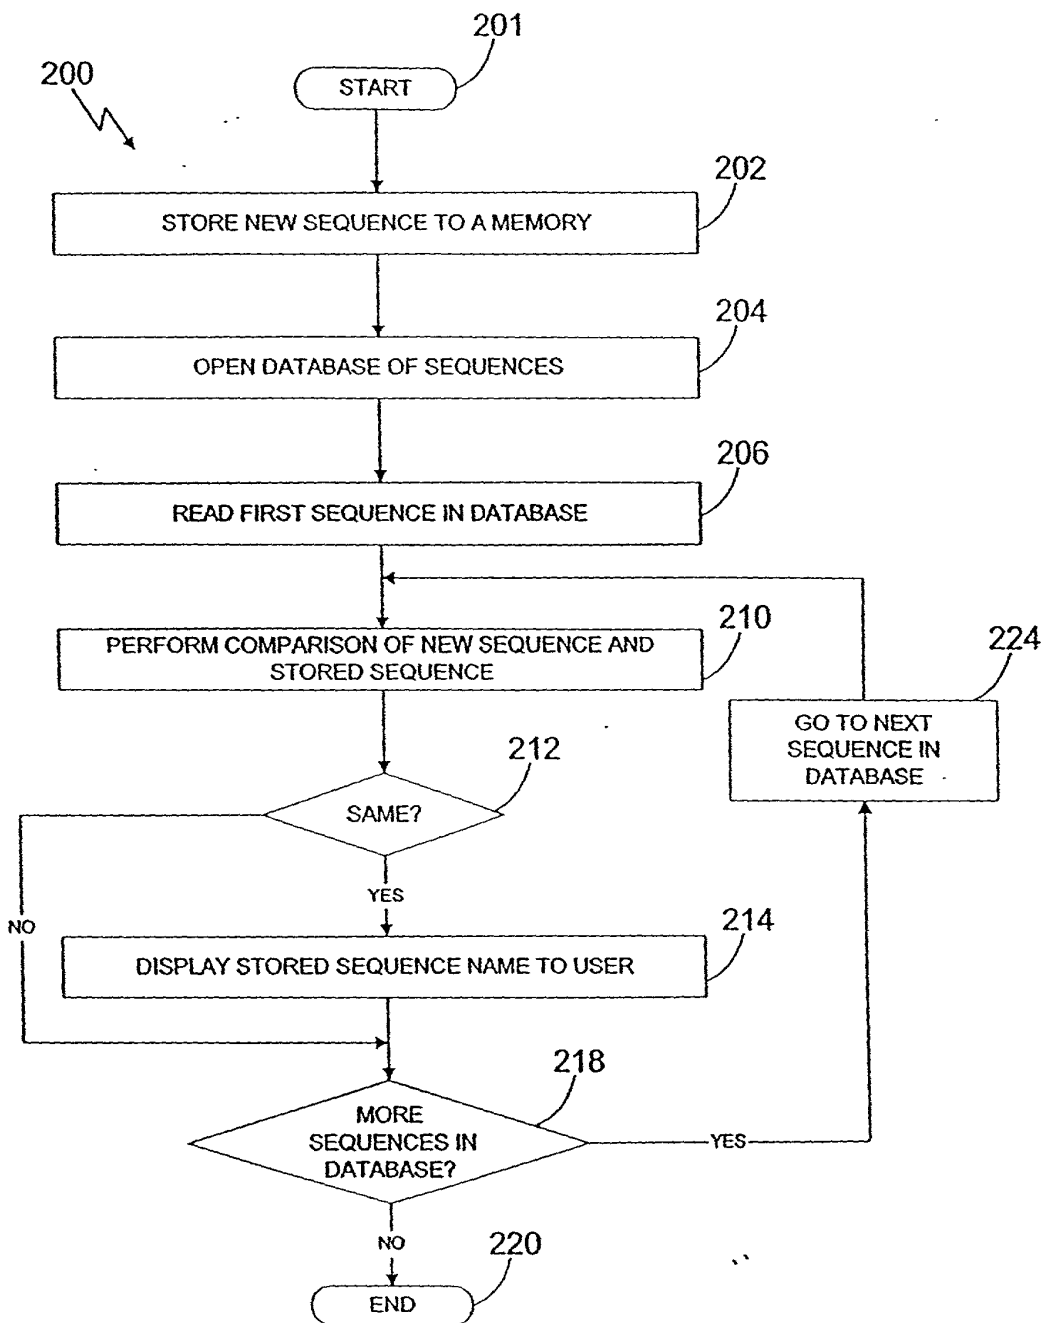 201
200
START
202
STORE NEW SEQUENCE TO A MEMORY
204
OPEN DATABASE OF SEQUENCES
206
READ FIRST SEQUENCE IN DATABASE
210
PERFORM COMPARISON OF NEW SEQUENCE AND
STORED SEQUENCE
224
GO TO NEXT
SEQUENCE IN
DATABASE
212
SAME?
YES
NO
214
DISPLAY STORED SEQUENCE NAME TO USER
218
MORE
SEQUENCES IN
DATABASE?
YES
NO
220
END